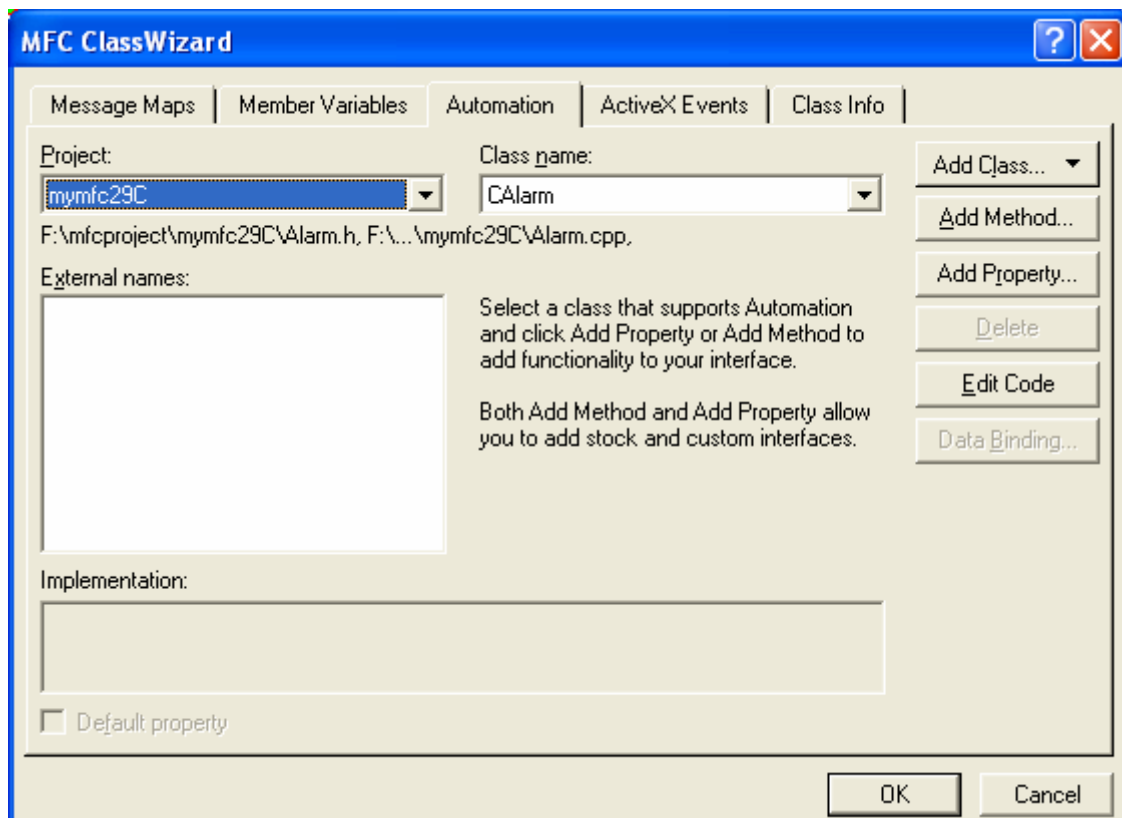 MFC ClassWizard
Message Maps Member Variables Automation ActiveX Events Class Info
Project: Class name: Add Class...
mymfc29C CAlarm Add Method...
F:\mfcproject\mymfc29C\Alarm.h, F:\...\mymfc29C\Alarm.cpp,
External names: Add Property...
Select a class that supports Automation
and click Add Property or Add Method to
add functionality to your interface.
Delete
Edit Code
Both Add Method and Add Property allow
you to add stock and custom interfaces.
Data Binding...
Implementation:
Default property
OK Cancel